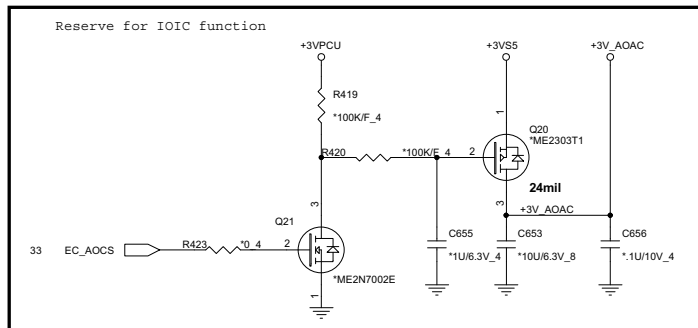 Reserve for IOIC function
+3VPCU
+3VS5
+3V_AOAC
R419
*100K/F_4
1
Q20
*ME2303T1
R420
*100K/F_4
2
24mil
3
Q21
3
+3V_AOAC
33
EC_AOCS
R423
*0_4
2
C655
C653
C656
*1U/6.3V_4
*10U/6.3V_8
*.1U/10V_4
*ME2N7002E
1